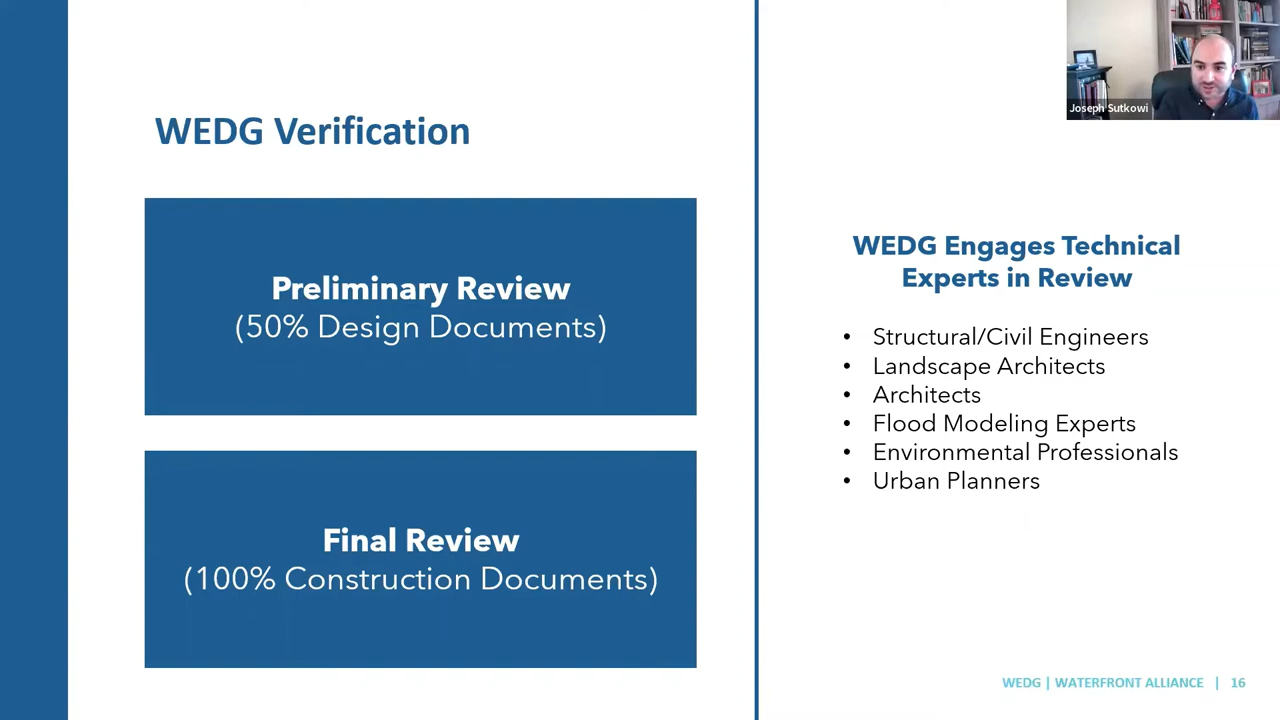 WEDG Verification
Preliminary Review
(50% Design Documents)
Final Review
(100% Construction Documents)
Joseph Sutkowi
WEDG Engages Technical
Experts in Review
• Structural/Civil Engineers
• Landscape Architects
• Architects
• Flood Modeling Experts
• Environmental Professionals
• Urban Planners
WEDG | WATERFRONT ALLIANCE | 16